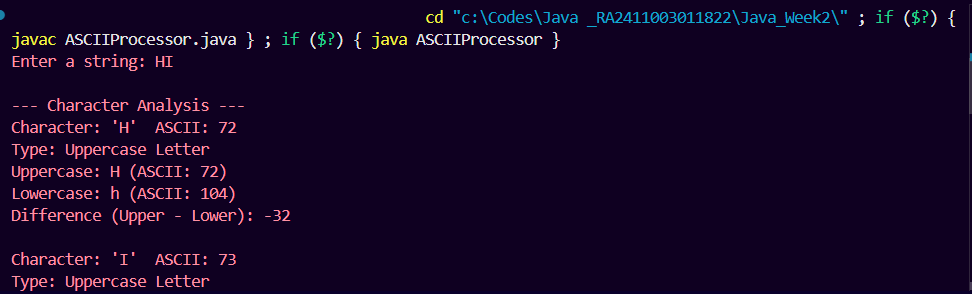 cd "c:\Codes\Java _RA2411003011822\Java_Week2\" ; if ($?) {
javac ASCIIProcessor.java } ; if ($?) { java ASCIIProcessor }
Enter a string: HI
--- Character Analysis ---
Character: 'H'  ASCII: 72
Type: Uppercase Letter
Uppercase: H (ASCII: 72)
Lowercase: h (ASCII: 104)
Difference (Upper - Lower): -32
Character: 'I'  ASCII: 73
Type: Uppercase Letter